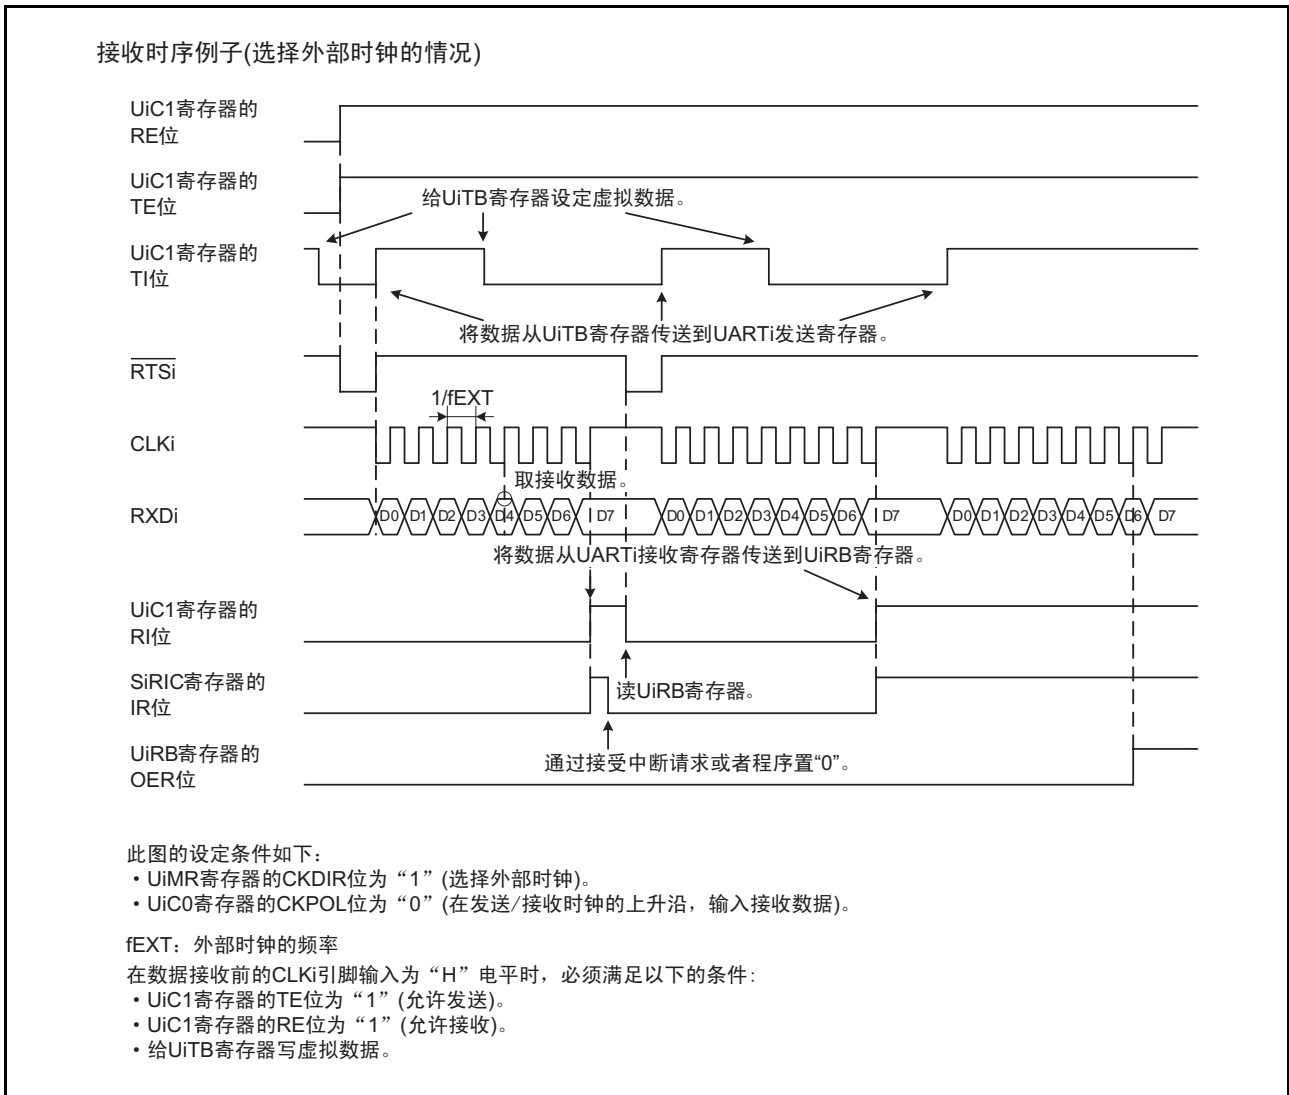 接收时序例子(选择外部时钟的情况)
UiC1寄存器的
RE位
UiC1寄存器的
TE位
给UiTB寄存器设定虚拟数据。
UiC1寄存器的
TI位
将数据从UiTB寄存器传送到UARTi发送寄存器。
RTSi
1/fEXT
CLKi
取接收数据。
RXDi
D0 D1 D2 D3 D4 D5 D6 D7 D0 D1 D2 D3 D4 D5 D6 D7 D0 D1 D2 D3 D4 D5 D6 D7
将数据从UARTi接收寄存器传送到UiRB寄存器。
UiC1寄存器的
RI位
SiRIC寄存器的
IR位
读UiRB寄存器。
UiRB寄存器的
OER位
通过接受中断请求或者程序置“0”。
此图的设定条件如下：
・UiMR寄存器的CKDIR位为“1”(选择外部时钟)。
・UiC0寄存器的CKPOL位为“0”(在发送/接收时钟的上升沿，输入接收数据)。
fEXT：外部时钟的频率
在数据接收前的CLKi引脚输入为“H”电平时，必须满足以下的条件：
・UiC1寄存器的TE位为“1”(允许发送)。
・UiC1寄存器的RE位为“1”(允许接收)。
・给UiTB寄存器写虚拟数据。